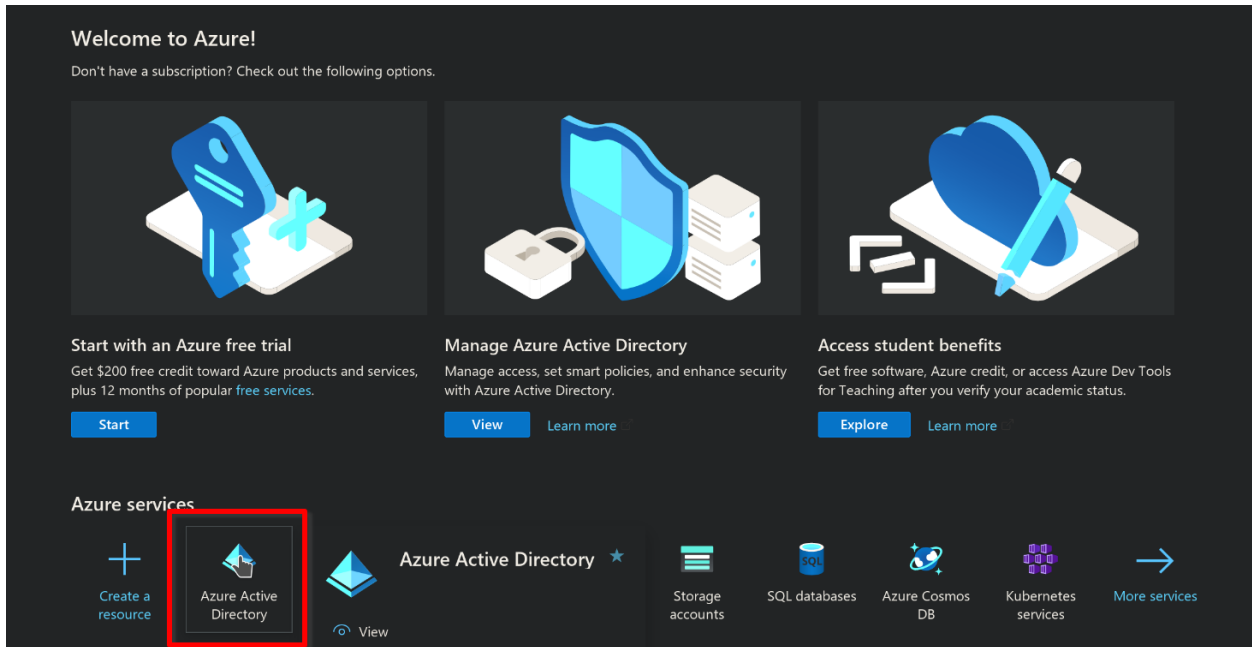 Welcome to Azure!
Don't have a subscription? Check out the following options.
Start with an Azure free trial
Get $200 free credit toward Azure products and services,
plus 12 months of popular free services.
Start
Manage Azure Active Directory
Manage access, set smart policies, and enhance security
with Azure Active Directory.
View
Learn more
Access student benefits
Get free software, Azure credit, or access Azure Dev Tools
for Teaching after you verify your academic status.
Explore
Learn more
Azure services
Create a
resource
Azure Active
Directory
Azure Active Directory
View
Storage
accounts
SQL
SQL databases
Azure Cosmos
DB
Kubernetes
services
More services